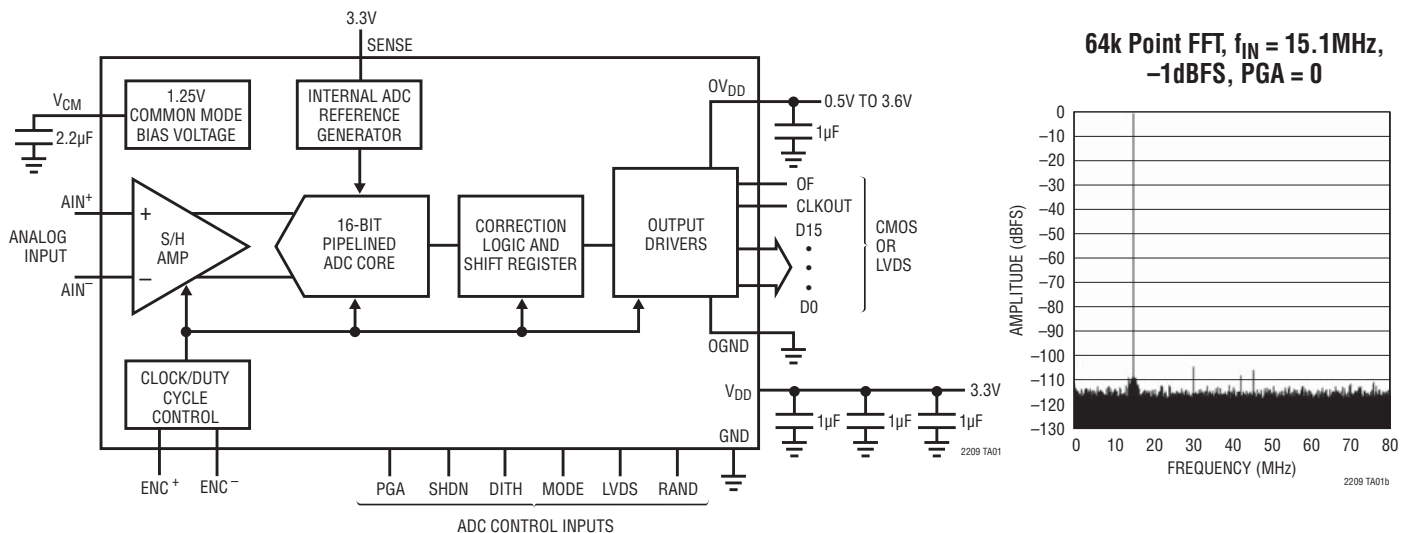 3.3V
SENSE
1.25V
COMMON MODE
BIAS VOLTAGE
INTERNAL ADC
REFERENCE
GENERATOR
VCM
2.2µF
OVDD
0.5V TO 3.6V
1µF
AIN+
ANALOG
INPUT
AIN−
+
−
S/H
AMP
16-BIT
PIPELINED
ADC CORE
CORRECTION
LOGIC AND
SHIFT REGISTER
OUTPUT
DRIVERS
OF
CLKOUT
D15
•
•
•
D0
CMOS
OR
LVDS
OGND
CLOCK/DUTY
CYCLE
CONTROL
VDD
3.3V
1µF
1µF
1µF
GND
2209 TA01
ENC +
ENC −
PGA
SHDN
DITH
MODE
LVDS
RAND
ADC CONTROL INPUTS
64k Point FFT, fIN = 15.1MHz,
–1dBFS, PGA = 0
AMPLITUDE (dBFS)
0
–10
–20
–30
–40
–50
–60
–70
–80
–90
–100
–110
–120
–130
0 10 20 30 40 50 60 70 80
FREQUENCY (MHz)
2209 TA01b